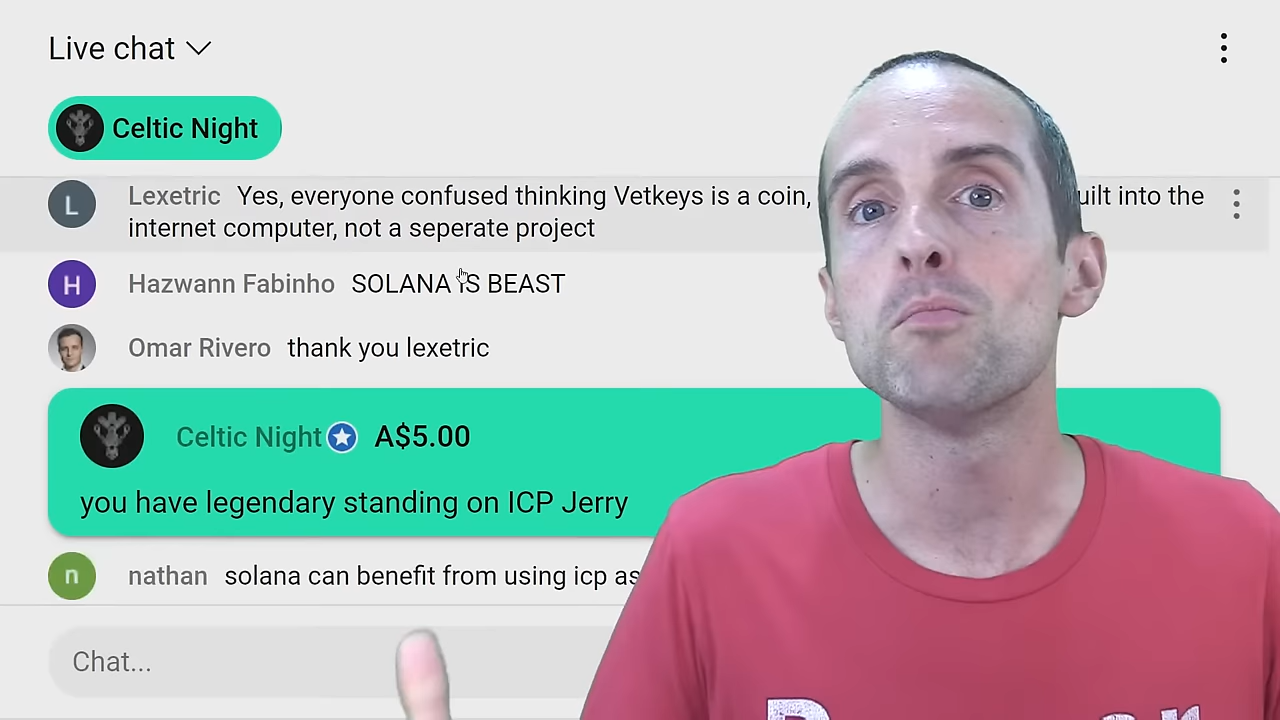 Live chat
Celtic Night
L Lexetric Yes, everyone confused thinking Vetkeys is a coin, uilt into the
internet computer, not a seperate project
H Hazwann Fabinho SOLANA IS BEAST
Omar Rivero thank you lexetric
Celtic Night A$5.00
you have legendary standing on ICP Jerry
n nathan solana can benefit from using icp as
Chat...